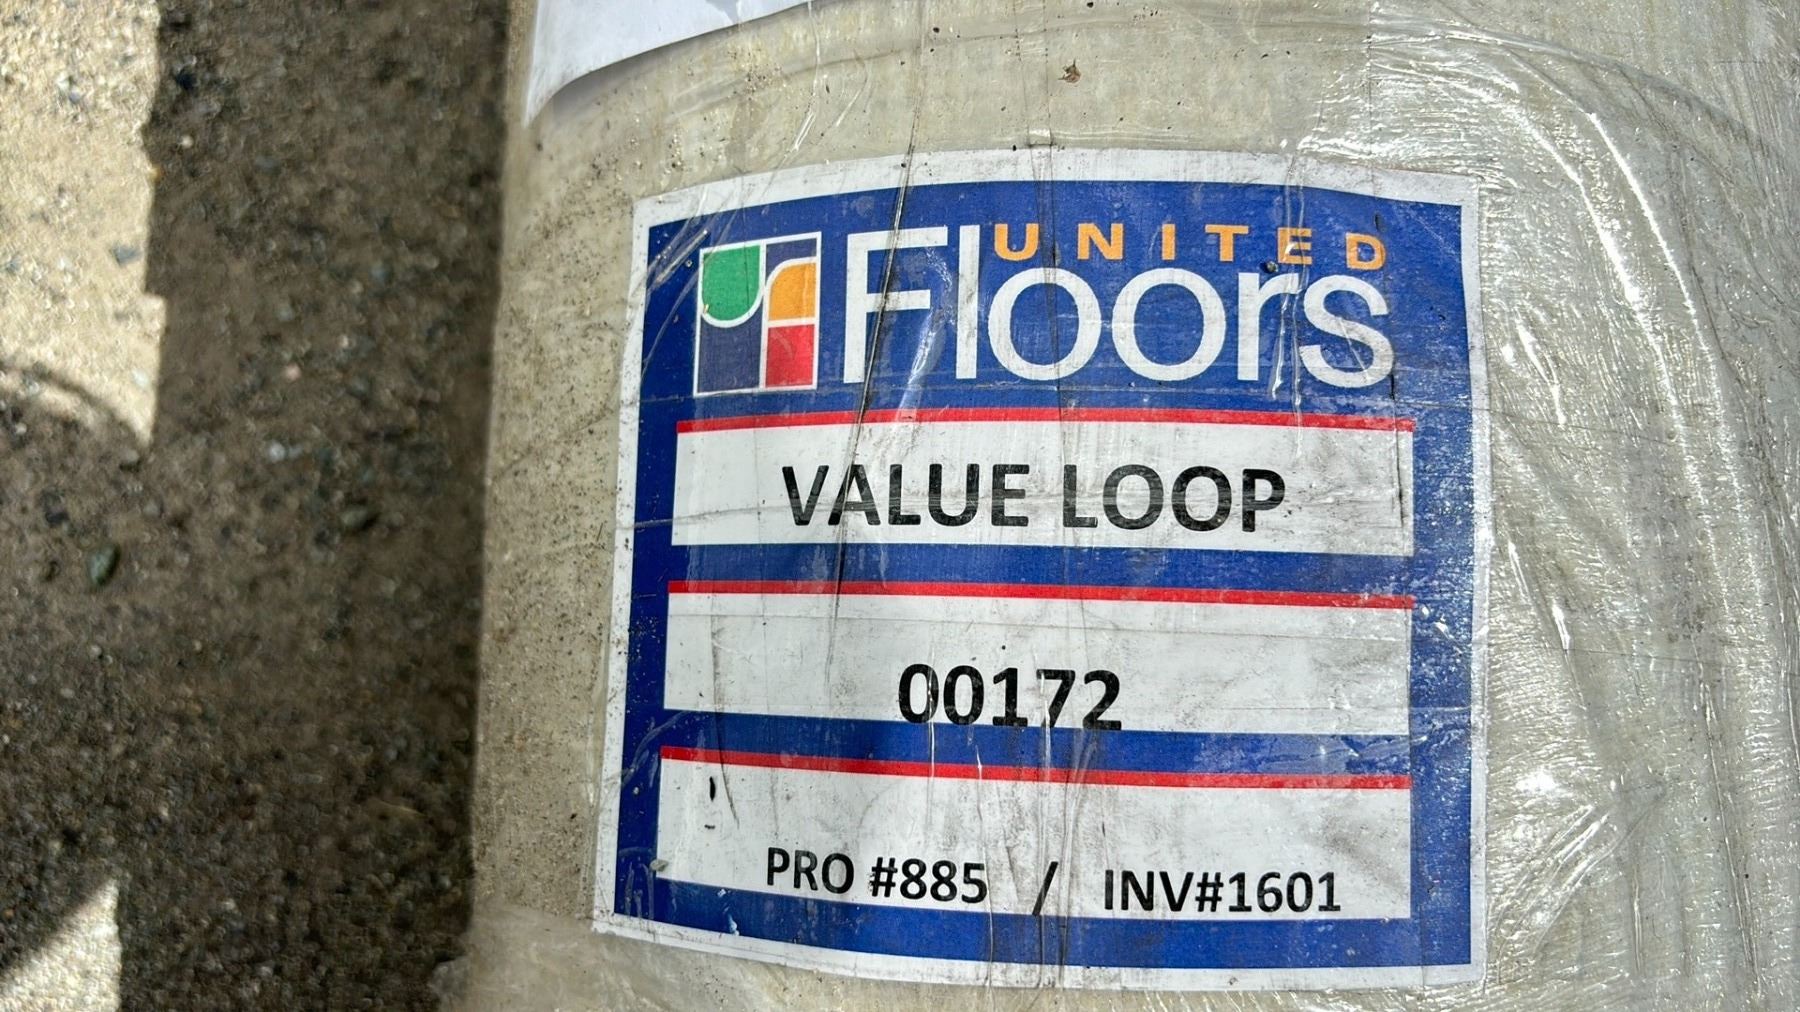 UNITED
Floors
VALUE LOOP
00172
PRO #885 / INV#1601